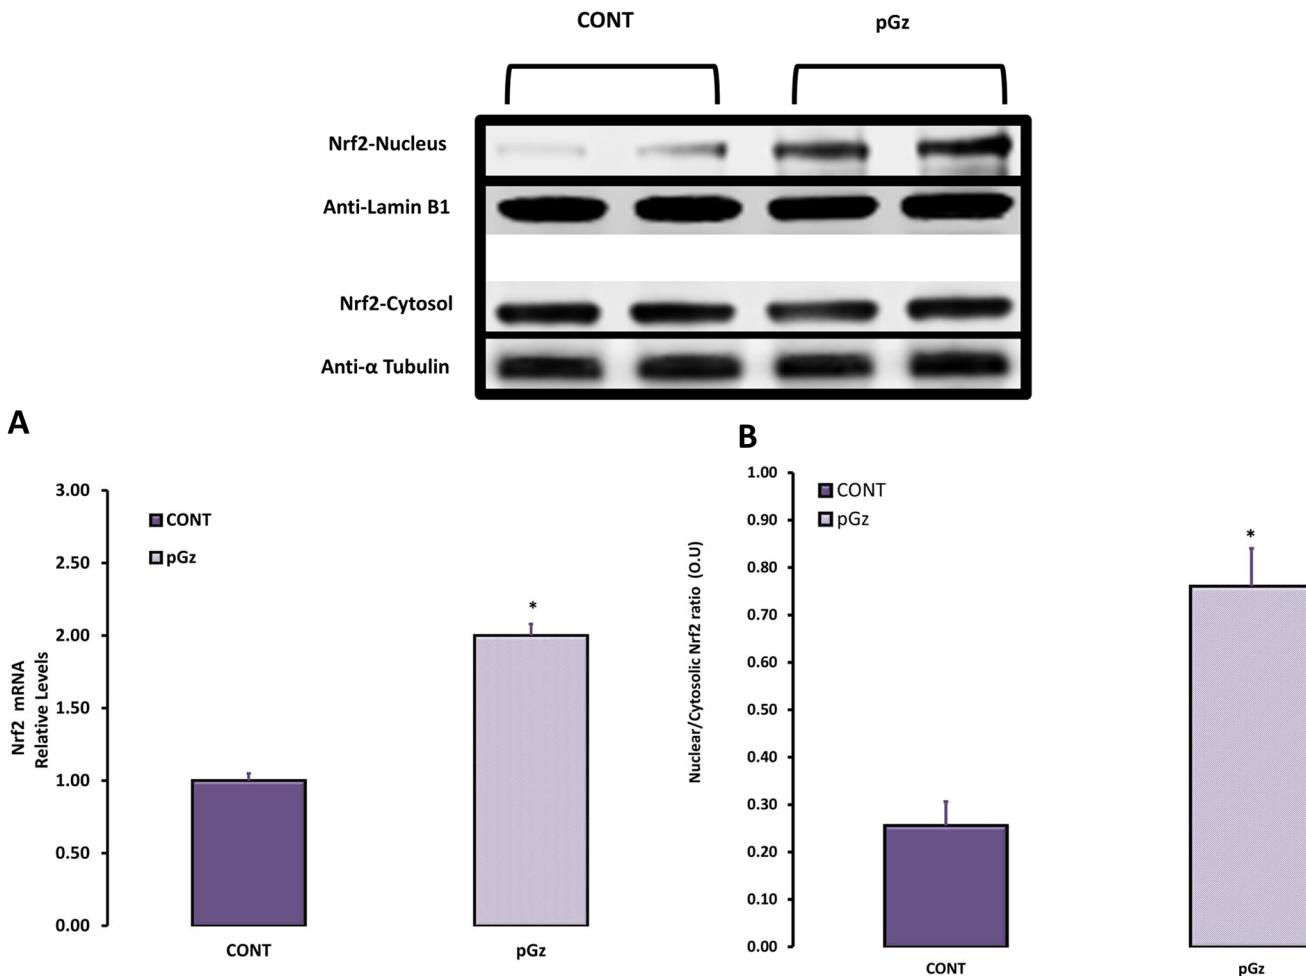 CONT
pGz
Nrf2-Nucleus
Anti-Lamin B1
Nrf2-Cytosol
Anti-α Tubulin
A
3.00
2.50
2.00
1.50
1.00
0.50
0.00
Nrf2 mRNA
Relative Levels
CONT
pGz
*
CONT
pGz
B
1.00
0.90
0.80
0.70
0.60
0.50
0.40
0.30
0.20
0.10
0.00
Nuclear/Cytosolic Nrf2 ratio (O.U)
CONT
pGz
*
CONT
pGz